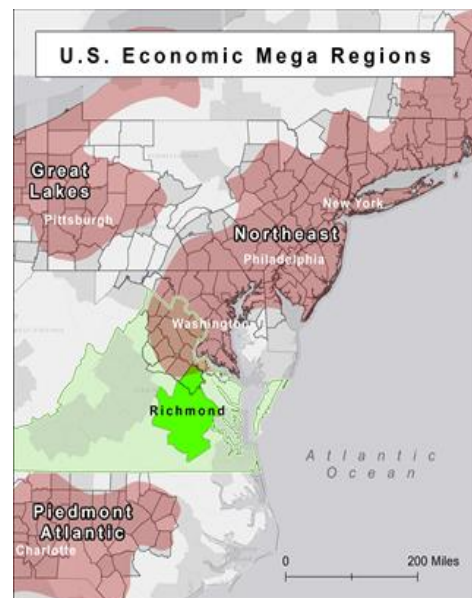 U.S. Economic Mega Regions
Great
Lakes
Pittsburgh
New York
Northeast
Philadelphia
Washington
Richmond
Atlantic
Ocean
Piedmont
Atlantic
Charlotte
0 200 Miles